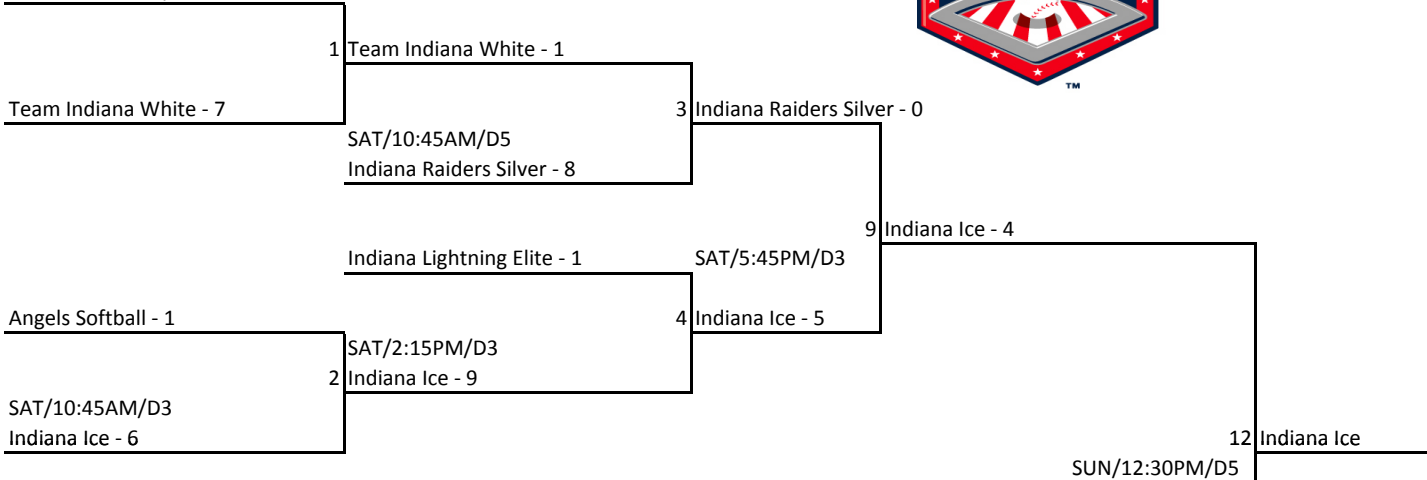 1 Team Indiana White - 1
Team Indiana White - 7
3 Indiana Raiders Silver - 0
SAT/10:45AM/D5
Indiana Raiders Silver - 8
9 Indiana Ice - 4
Indiana Lightning Elite - 1
SAT/5:45PM/D3
Angels Softball - 1
4 Indiana Ice - 5
SAT/2:15PM/D3
2 Indiana Ice - 9
SAT/10:45AM/D3
Indiana Ice - 6
12 Indiana Ice
SUN/12:30PM/D5
TM